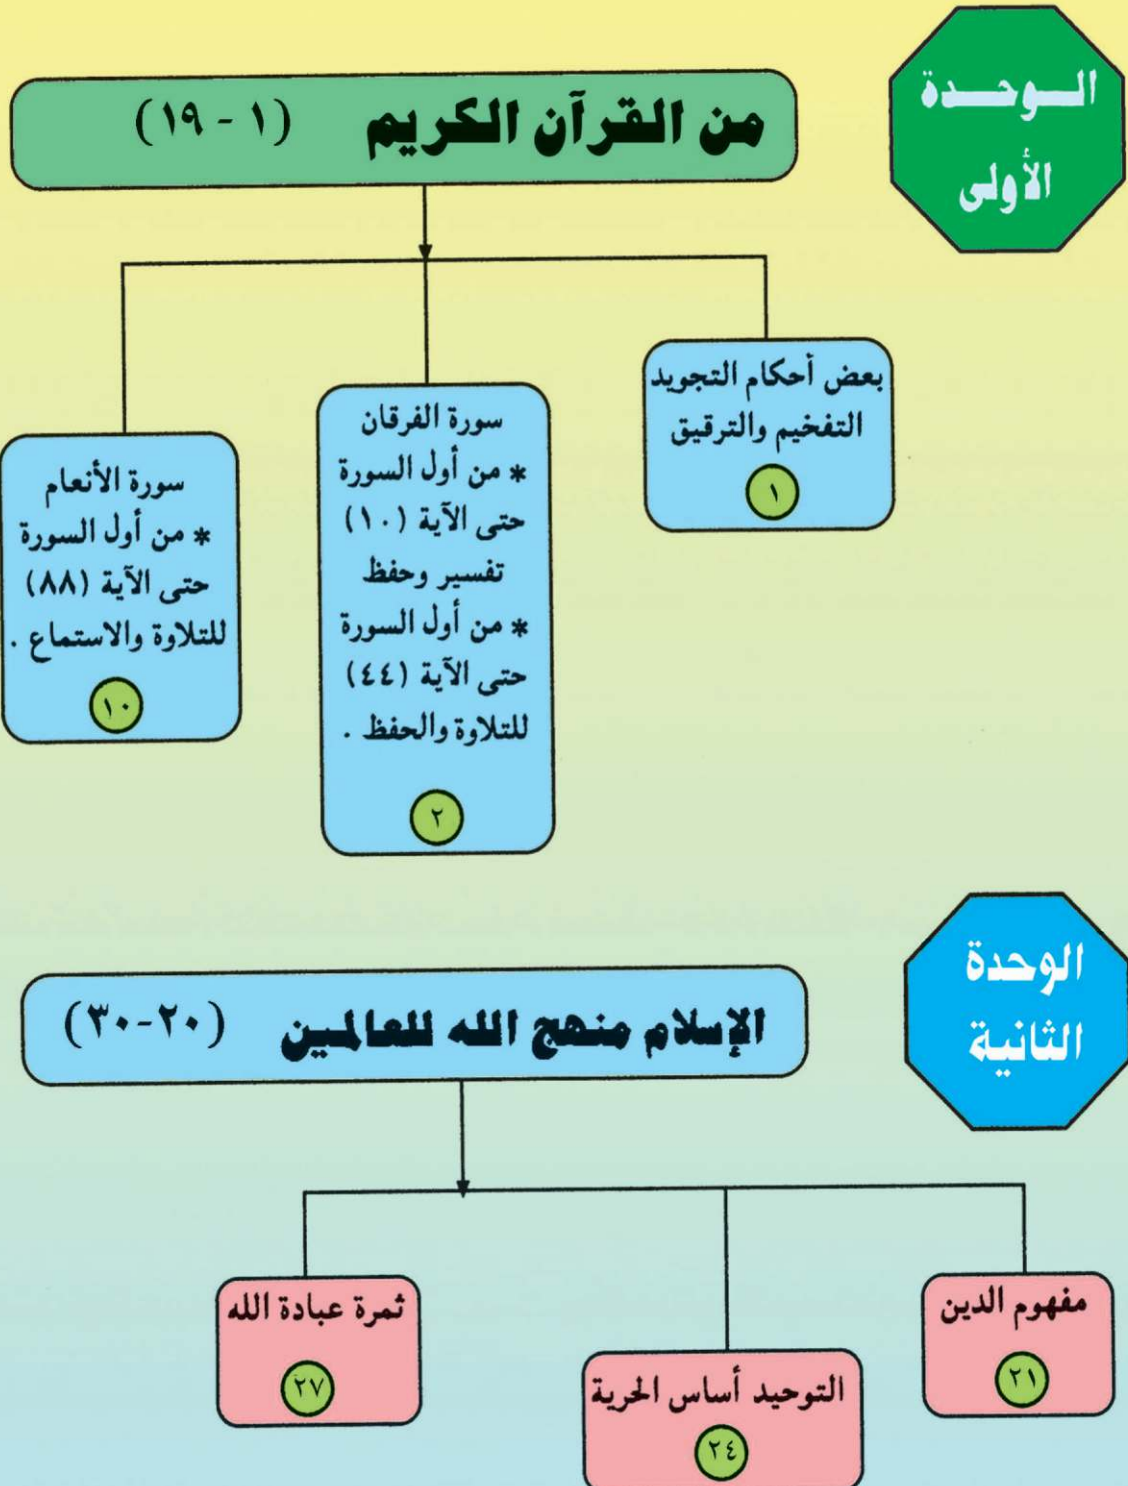 الـوحـدة
الأولى
من القرآن الكريم (١ - ١٩)
بعض أحكام التجويد
التفخيم والترقيق
١
سورة الفرقان
* من أول السورة
حتى الآية (١٠)
تفسير وحفظ
* من أول السورة
حتى الآية (٤٤)
للتلاوة والحفظ .
٢
سورة الأنعام
* من أول السورة
حتى الآية (٨٨)
للتلاوة والاستماع .
١٠
الوحدة
الثانية
الإسلام منهج الله للعالمين (٢٠-٣٠)
مفهوم الدين
٢١
التوحيد أساس الحرية
٢٤
ثمرة عبادة الله
٢٧